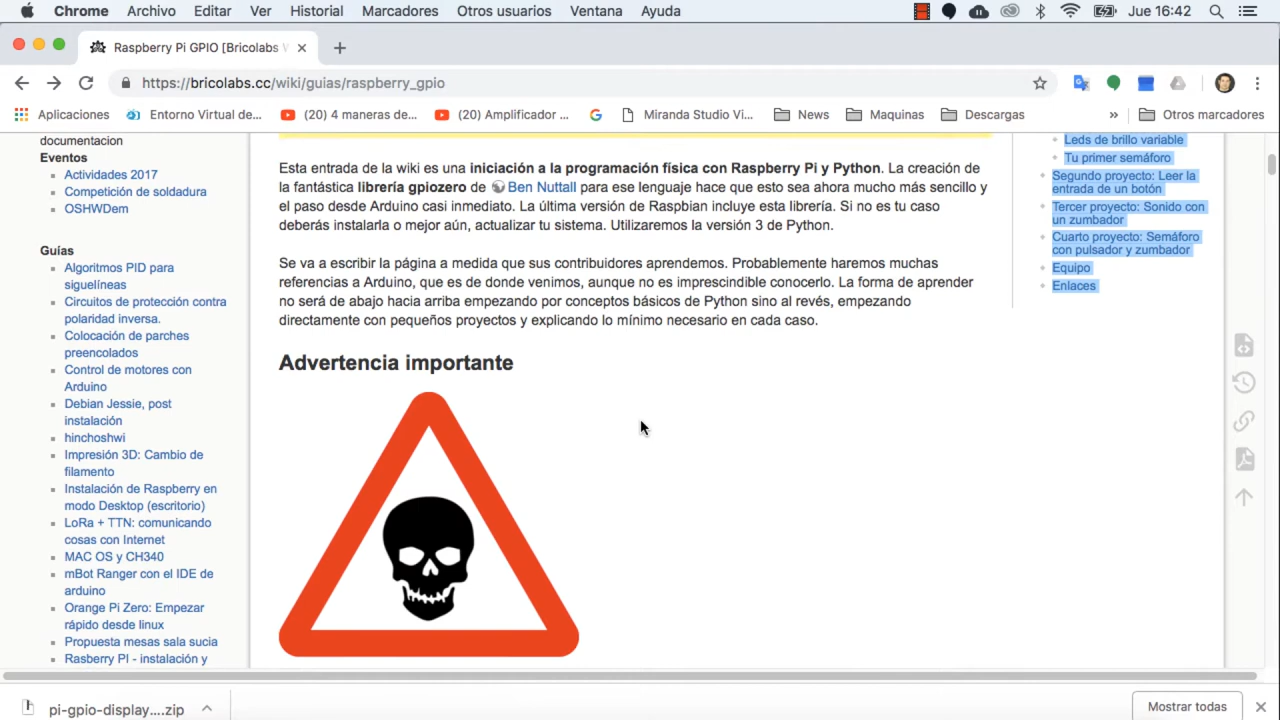 Chrome Archivo Editar Ver Historial Marcadores Otros usuarios Ventana Ayuda Jue 16:42
Raspberry Pi GPIO [Bricolabs W
https://bricolabs.cc/wiki/guias/raspberry_gpio
Aplicaciones Entorno Virtual de... (20) 4 maneras de... (20) Amplificador ... Miranda Studio Vi... News Maquinas Descargas » Otros marcadores
documentacion
Eventos
Actividades 2017
Competición de soldadura
OSHWDem
Guías
Algoritmos PID para
siguelíneas
Circuitos de protección contra
polaridad inversa.
Colocación de parches
preencolados
Control de motores con
Arduino
Debian Jessie, post
instalación
hinchoshwi
Impresión 3D: Cambio de
filamento
Instalación de Raspberry en
modo Desktop (escritorio)
LoRa + TTN: comunicando
cosas con Internet
MAC OS y CH340
mBot Ranger con el IDE de
arduino
Orange Pi Zero: Empezar
rápido desde linux
Propuesta mesas sala sucia
Rasberry PI - instalación y
Esta entrada de la wiki es una iniciación a la programación física con Raspberry Pi y Python. La creación de
la fantástica librería gpiozero de Ben Nuttall para ese lenguaje hace que esto sea ahora mucho más sencillo y
el paso desde Arduino casi inmediato. La última versión de Raspbian incluye esta librería. Si no es tu caso
deberás instalarla o mejor aún, actualizar tu sistema. Utilizaremos la versión 3 de Python.
Se va a escribir la página a medida que sus contribuidores aprendemos. Probablemente haremos muchas
referencias a Arduino, que es de donde venimos, aunque no es imprescindible conocerlo. La forma de aprender
no será de abajo hacia arriba empezando por conceptos básicos de Python sino al revés, empezando
directamente con pequeños proyectos y explicando lo mínimo necesario en cada caso.
Advertencia importante
Leds de brillo variable
Tu primer semáforo
Segundo proyecto: Leer la
entrada de un botón
Tercer proyecto: Sonido con
un zumbador
Cuarto proyecto: Semáforo
con pulsador y zumbador
Equipo
Enlaces
pi-gpio-display....zip
Mostrar todas